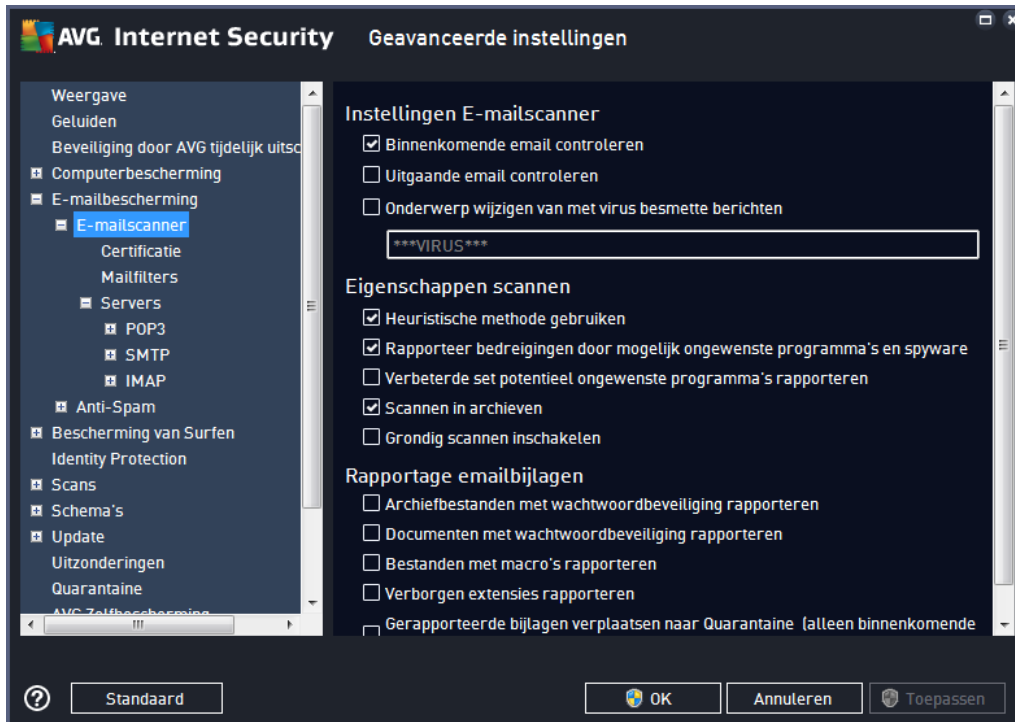 AVG Internet Security Geavanceerde instellingen
Weergave
Geluiden
Beveiliging door AVG tijdelijk uitsc
Computerbescherming
E-mailbescherming
E-mailscanner
Certificatie
Mailfilters
Servers
POP3
SMTP
IMAP
Anti-Spam
Bescherming van Surfen
Identity Protection
Scans
Schema's
Update
Uitzonderingen
Quarantaine
AVG Zelfbescherming
Instellingen E-mailscanner
Binnenkomende email controleren
Uitgaande email controleren
Onderwerp wijzigen van met virus besmette berichten
***VIRUS***
Eigenschappen scannen
Heuristische methode gebruiken
Rapporteer bedreigingen door mogelijk ongewenste programma's en spyware
Verbeterde set potentieel ongewenste programma's rapporteren
Scannen in archieven
Grondig scannen inschakelen
Rapportage emailbijlagen
Archiefbestanden met wachtwoordbeveiliging rapporteren
Documenten met wachtwoordbeveiliging rapporteren
Bestanden met macro's rapporteren
Verborgen extensies rapporteren
Gerapporteerde bijlagen verplaatsen naar Quarantaine (alleen binnenkomende
Standaard
OK
Annuleren
Toepassen